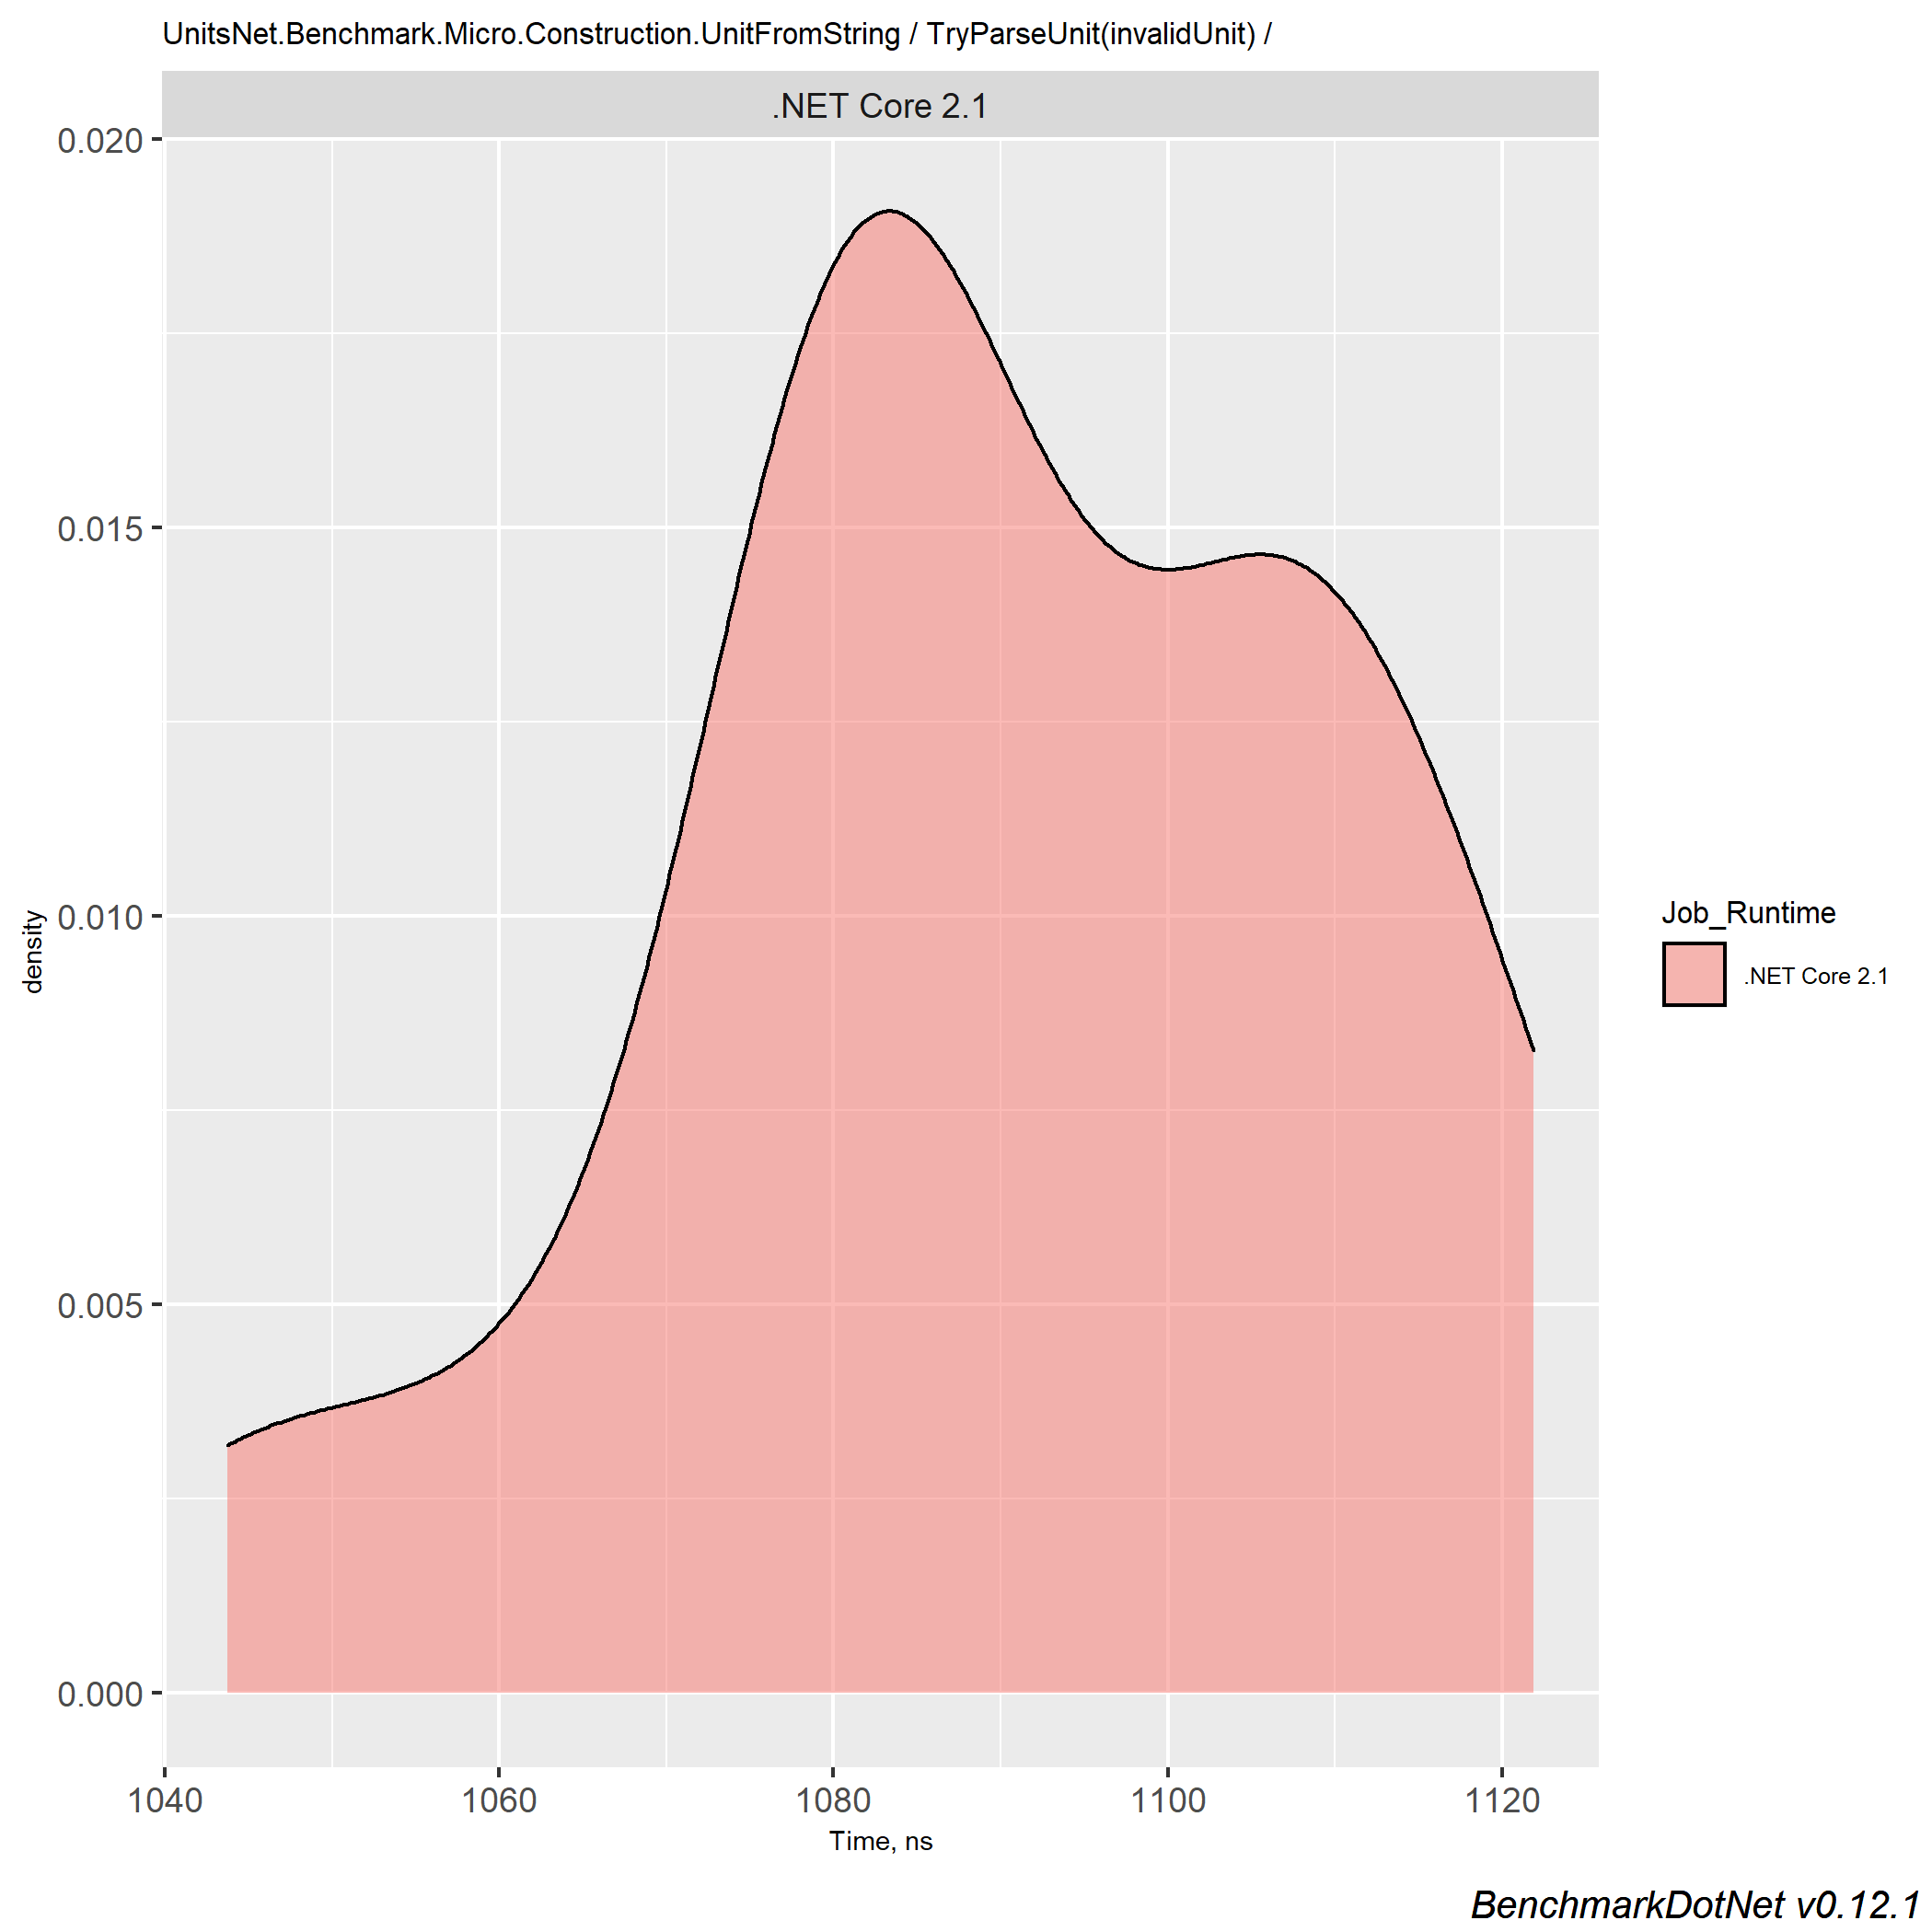 UnitsNet.Benchmark.Micro.Construction.UnitFromString / TryParseUnit(invalidUnit) /
.NET Core 2.1
0.020
0.015
0.010
0.005
0.000
density
1040 1060 1080 1100 1120
Time, ns
Job_Runtime
.NET Core 2.1
BenchmarkDotNet v0.12.1